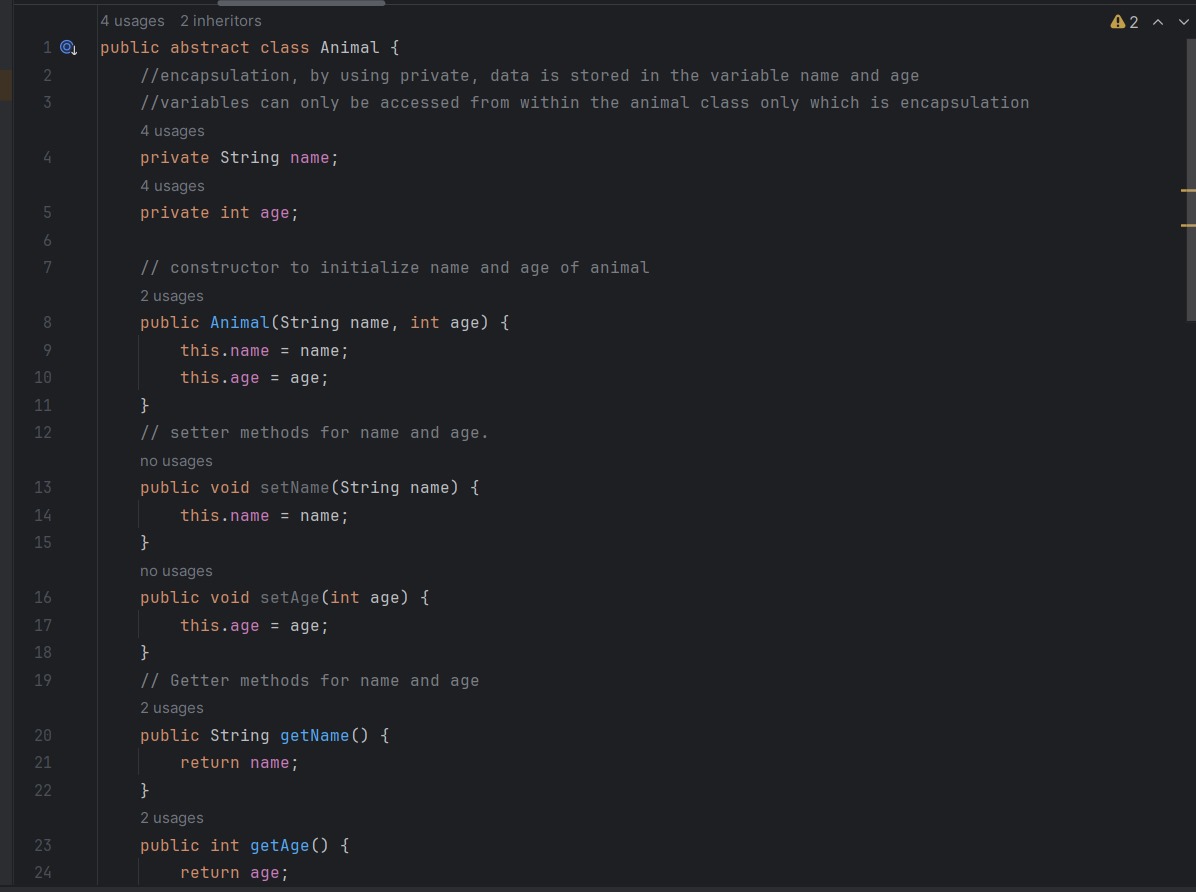 4 usages   2 inheritors
2
1 public abstract class Animal {
2     //encapsulation, by using private, data is stored in the variable name and age
3     //variables can only be accessed from within the animal class only which is encapsulation
4 usages
4     private String name;
4 usages
5     private int age;
6
7     // constructor to initialize name and age of animal
2 usages
8     public Animal(String name, int age) {
9         this.name = name;
10         this.age = age;
11     }
12     // setter methods for name and age.
no usages
13     public void setName(String name) {
14         this.name = name;
15     }
no usages
16     public void setAge(int age) {
17         this.age = age;
18     }
19     // Getter methods for name and age
2 usages
20     public String getName() {
21         return name;
22     }
2 usages
23     public int getAge() {
24         return age;